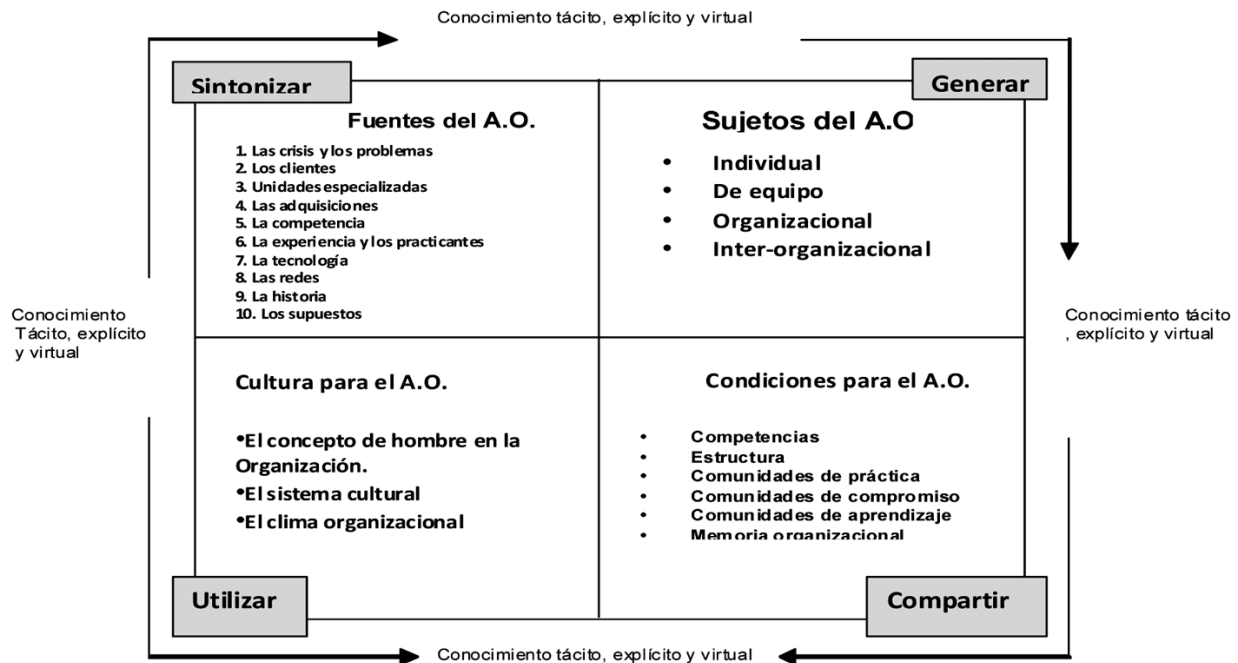 Conocimiento tácito, explícito y virtual
Sintonizar
Generar
Fuentes del A.O.
1. Las crisis y los problemas
2. Los clientes
3. Unidades especializadas
4. Las adquisiciones
5. La competencia
6. La experiencia y los practicantes
7. La tecnología
8. Las redes
9. La historia
10. Los supuestos
Sujetos del A.O
• Individual
• De equipo
• Organizacional
• Inter-organizacional
Conocimiento
Tácito, explícito
y virtual
Conocimiento tácito
, explícito y virtual
Cultura para el A.O.
•El concepto de hombre en la
Organización.
•El sistema cultural
•El clima organizacional
Condiciones para el A.O.
• Competencias
• Estructura
• Comunidades de práctica
• Comunidades de compromiso
• Comunidades de aprendizaje
• Memoria organizacional
Utilizar
Compartir
Conocimiento tácito, explícito y virtual